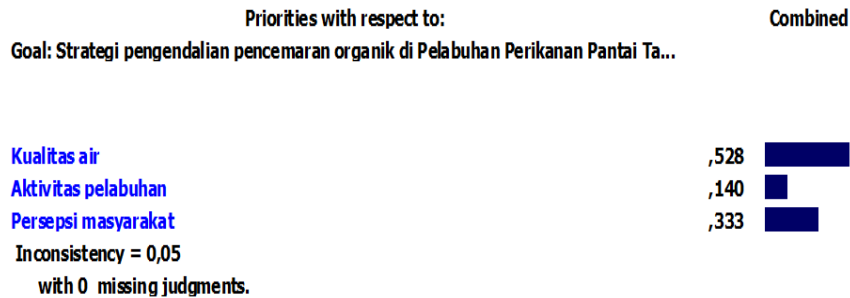 Priorities with respect to: Combined
Goal: Strategi pengendalian pencemaran organik di Pelabuhan Perikanan Pantai Ta...
Kualitas air ,528
Aktivitas pelabuhan ,140
Persepsi masyarakat ,333
Inconsistency = 0,05
with 0 missing judgments.